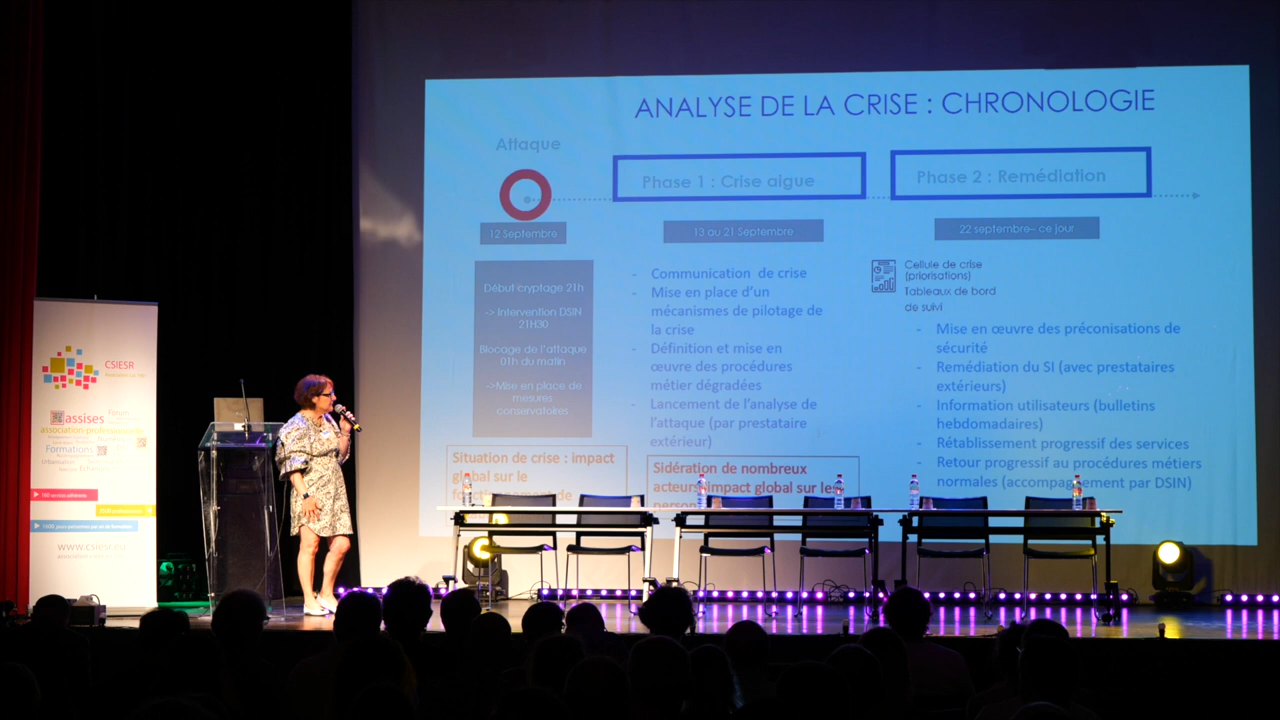 ANALYSE DE LA CRISE : CHRONOLOGIE
Attaque
Phase 1 : Crise aigue
Phase 2 : Remédiation
12 Septembre
13 au 21 Septembre
22 septembre– ce jour
Début cryptage 21h
-> Intervention DSIN
21H30
Blocage de l'attaque
01h du matin
->Mise en place de
mesures
conservatoires
Situation de crise : impact
global sur le
de
- Communication de crise
- Mise en place d'un
mécanismes de pilotage de
la crise
- Définition et mise en
œuvre des procédures
métier dégradées
- Lancement de l'analyse de
l'attaque (par prestataire
extérieur)
Sidération de nombreux
acteurs impact global sur les
Cellule de crise
(priorisations)
Tableaux de bord
de suivi
- Mise en œuvre des préconisations de
sécurité
- Remédiation du SI (avec prestataires
extérieurs)
- Information utilisateurs (bulletins
hebdomadaires)
- Rétablissement progressif des services
- Retour progressif au procédures métiers
normales (accompagnement par DSIN)
CSIESR
assises
forum
association-professionnelle
Formations
www.csiesr.eu